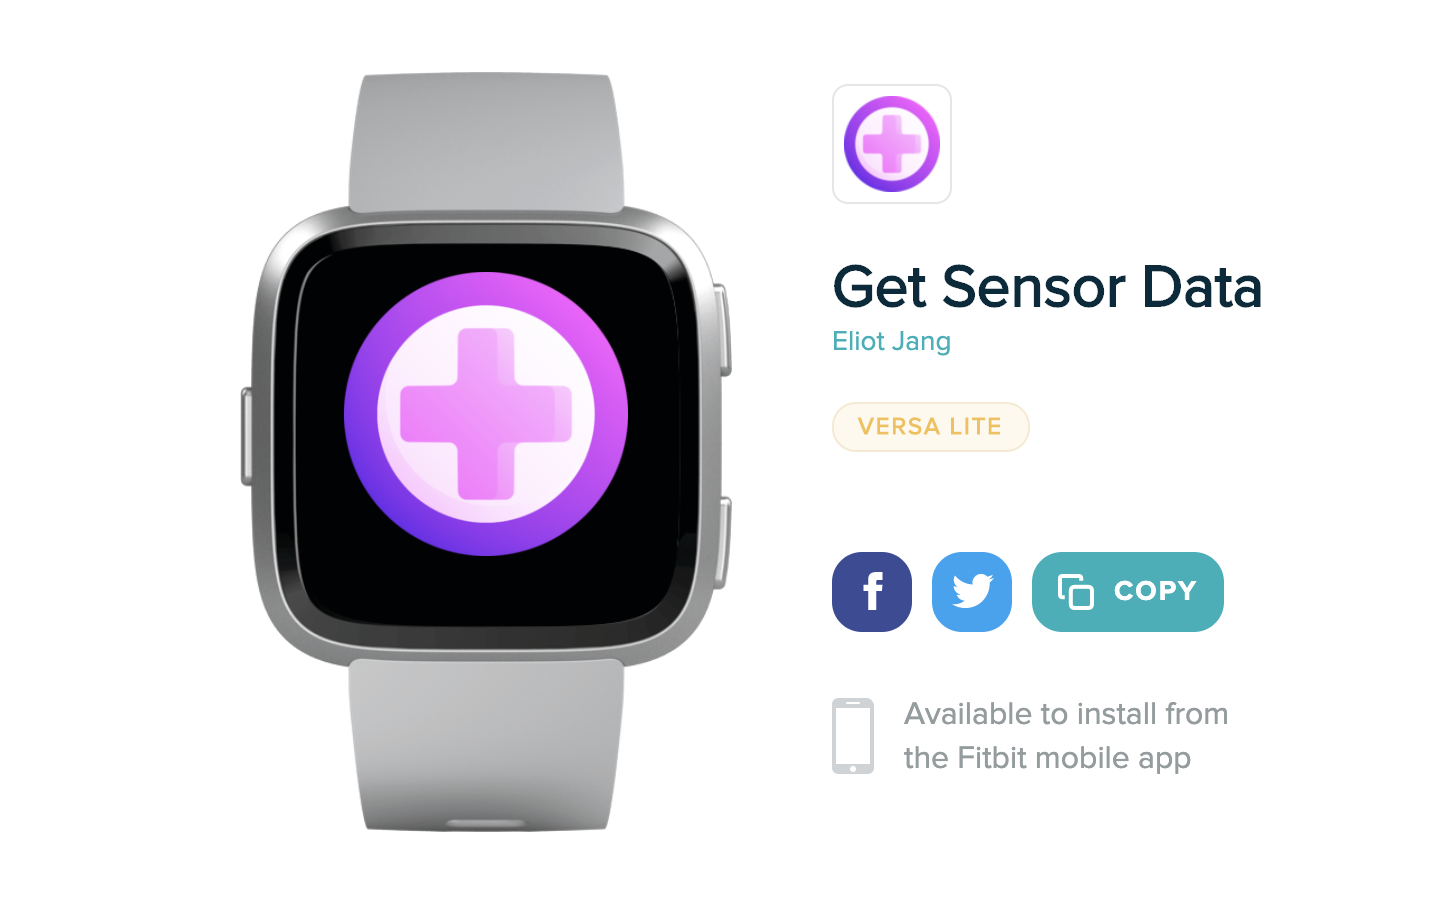 Get Sensor Data
Eliot Jang
VERSA LITE
f
COPY
Available to install from
the Fitbit mobile app